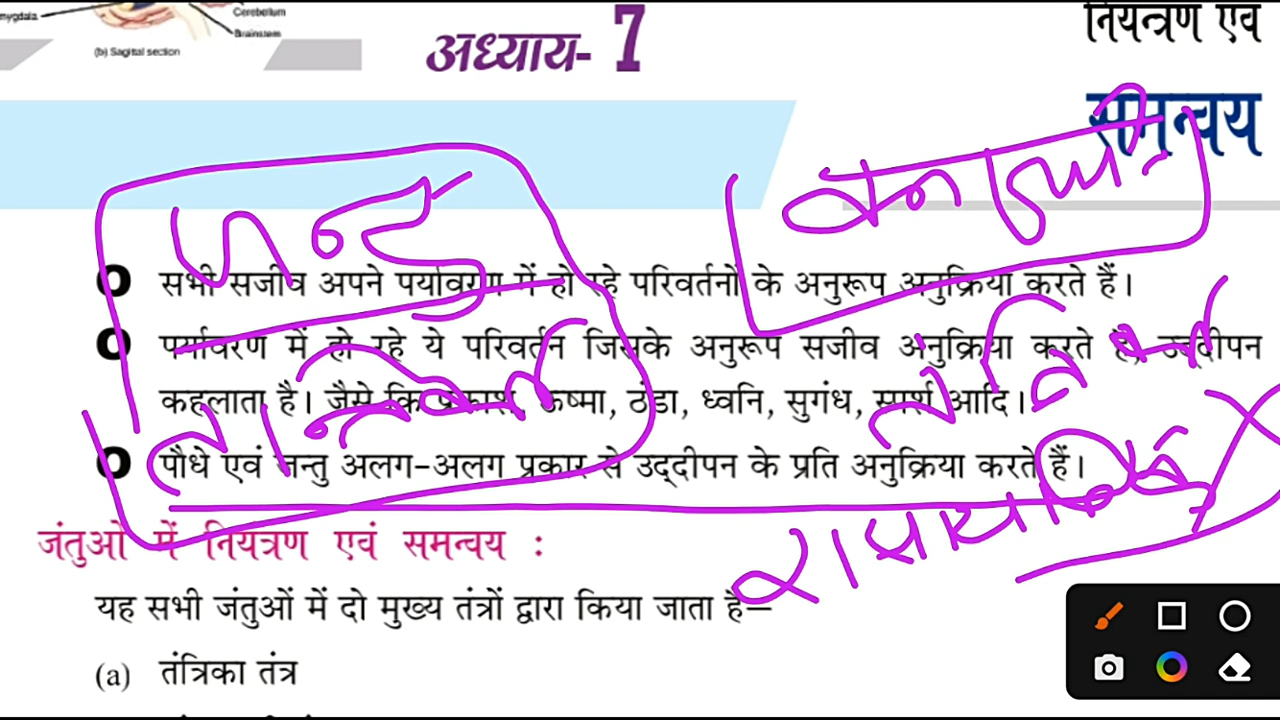 Cerebellum
Brainstem
(b) Sagital section
अध्याय- 7
नियन्त्रण एवं
समन्वय
जन्तु
सभी सजीव अपने पर्यावरण में हो रहे परिवर्तनों के अनुरूप अनुक्रिया करते हैं।
पर्यावरण में हो रहे ये परिवर्तन जिसके अनुरूप सजीव अनुक्रिया करते हैं, उद्दीपन
कहलाता है। जैसे कि प्रकाश, ऊष्मा, ठंडा, ध्वनि, सुगंध, स्पर्श आदि।
पौधे एवं जन्तु अलग-अलग प्रकार से उद्दीपन के प्रति अनुक्रिया करते हैं।
जंतुओं में नियंत्रण एवं समन्वय :
यह सभी जंतुओं में दो मुख्य तंत्रों द्वारा किया जाता है—
(a) तंत्रिका तंत्र